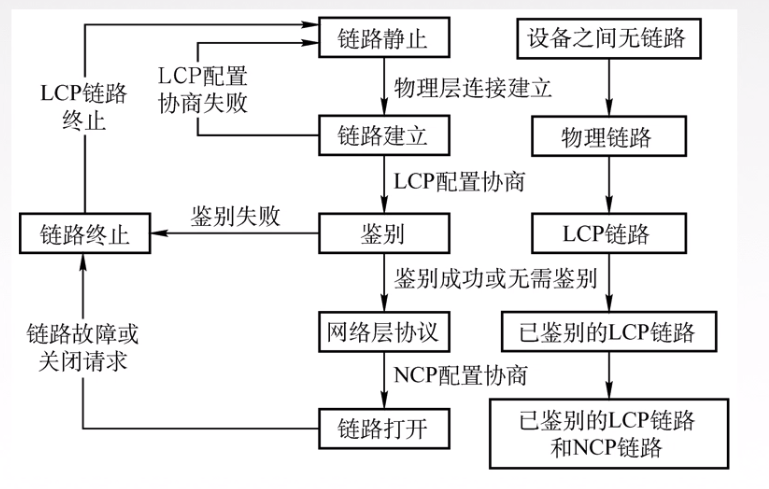 链路静止
设备之间无链路
LCP配置
协商失败
LCP链路
终止
物理层连接建立
链路建立
物理链路
LCP配置协商
鉴别失败
链路终止
鉴别
LCP链路
鉴别成功或无需鉴别
链路故障或
关闭请求
网络层协议
已鉴别的LCP链路
NCP配置协商
链路打开
已鉴别的LCP链路
和NCP链路